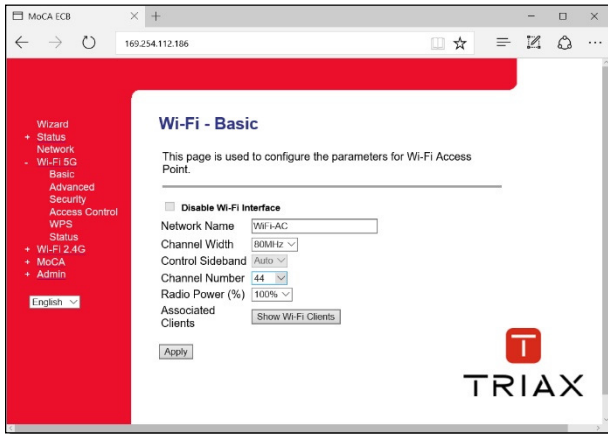 MoCA ECB
169.254.112.186
Wizard
+ Status
Network
- Wi-Fi 5G
Basic
Advanced
Security
Access Control
WPS
Status
+ Wi-Fi 2.4G
+ MoCA
+ Admin
English
Wi-Fi - Basic
This page is used to configure the parameters for Wi-Fi Access
Point.
Disable Wi-Fi Interface
Network Name WiFi-AC
Channel Width 80MHz
Control Sideband Auto
Channel Number 44
Radio Power (%) 100%
Associated
Clients Show Wi-Fi Clients
Apply
TRIAX